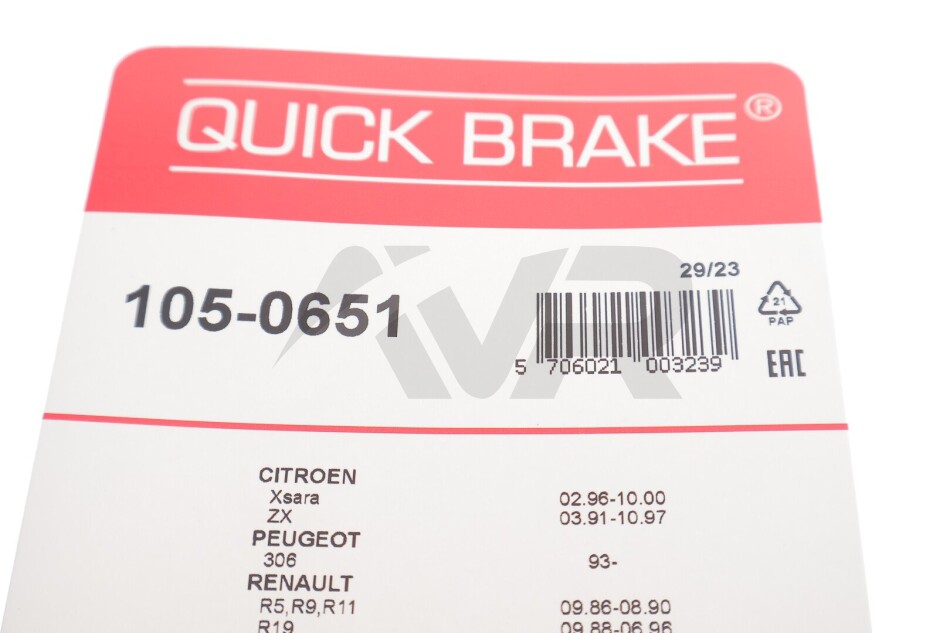 QUICK BRAKE®
105-0651
29/23
5 706021 003239
21
PAP
EAC
IVR
CITROEN
Xsara 02.96-10.00
ZX 03.91-10.97
PEUGEOT
306 93-
RENAULT
R5,R9,R11 09.86-08.90
R19 09.88-06.96